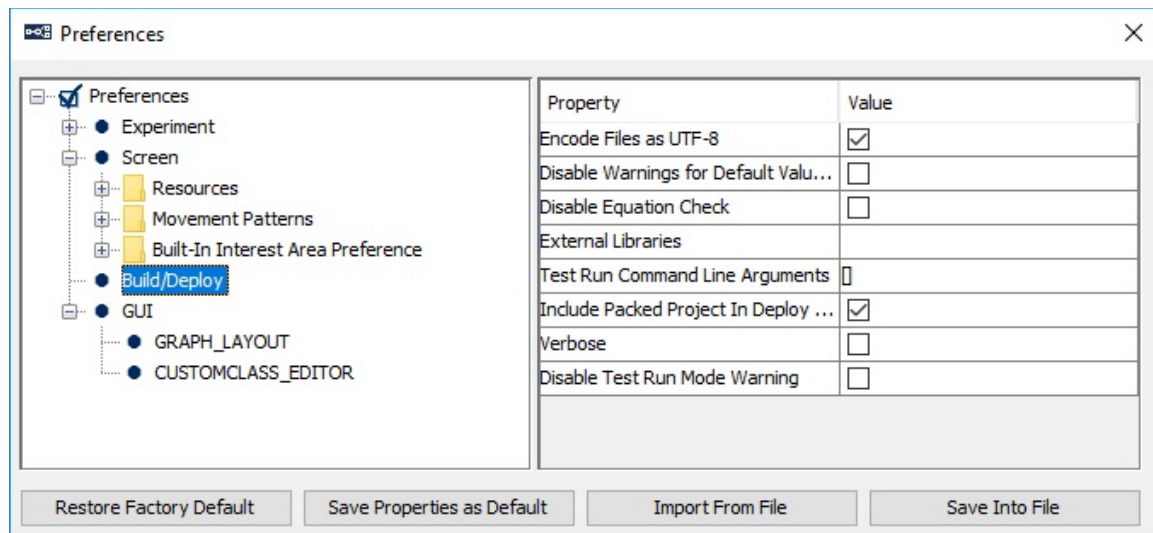 Preferences
Preferences
Experiment
Screen
Resources
Movement Patterns
Built-In Interest Area Preference
Build/Deploy
GUI
GRAPH_LAYOUT
CUSTOMCLASS_EDITOR
Property Value
Encode Files as UTF-8
Disable Warnings for Default Valu...
Disable Equation Check
External Libraries
Test Run Command Line Arguments []
Include Packed Project In Deploy ...
Verbose
Disable Test Run Mode Warning
Restore Factory Default Save Properties as Default Import From File Save Into File